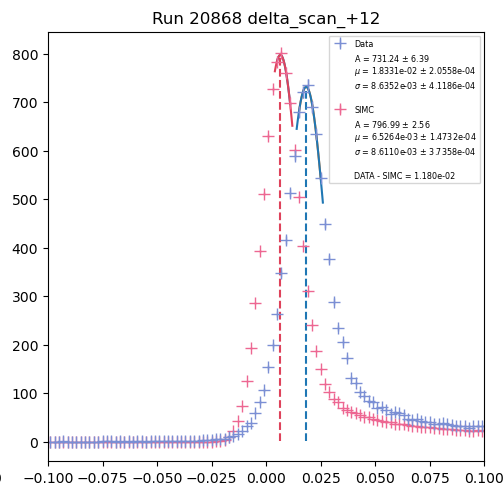 Run 20868 delta_scan_+12
Data
A = 731.24 ± 6.39
μ = 1.8331e-02 ± 2.0558e-04
σ = 8.6352e-03 ± 4.1186e-04
SIMC
A = 796.99 ± 2.56
μ = 6.5264e-03 ± 1.4732e-04
σ = 8.6110e-03 ± 3.7358e-04
DATA - SIMC = 1.180e-02
800
700
600
500
400
300
200
100
0
0 −0.100 −0.075 −0.050 −0.025 0.000 0.025 0.050 0.075 0.100